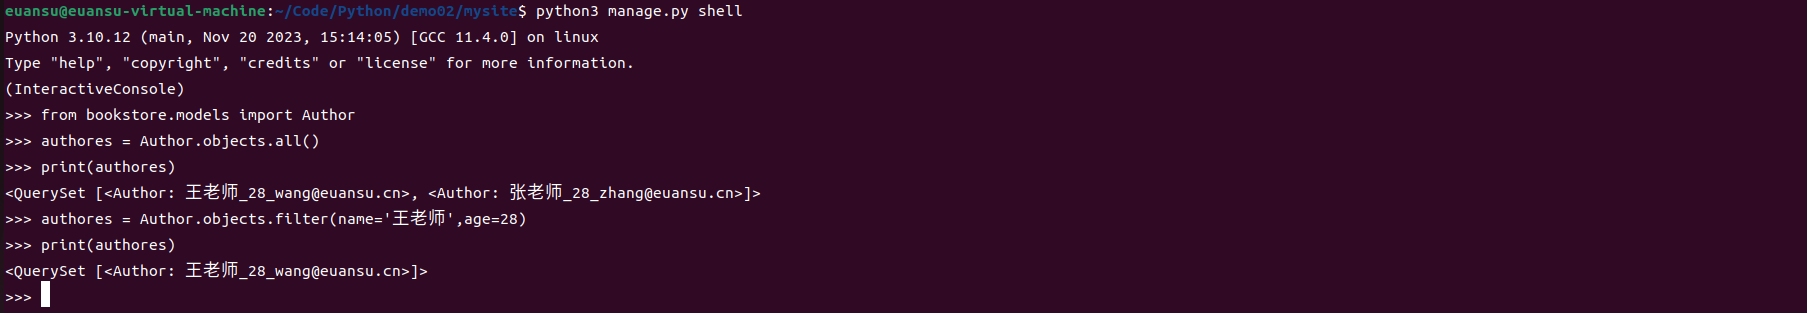 euansu@euansu-virtual-machine:~/Code/Python/demo02/mysite$ python3 manage.py shell
Python 3.10.12 (main, Nov 20 2023, 15:14:05) [GCC 11.4.0] on linux
Type "help", "copyright", "credits" or "license" for more information.
(InteractiveConsole)
>>> from bookstore.models import Author
>>> authores = Author.objects.all()
>>> print(authores)
<QuerySet [<Author: 王老师_28_wang@euansu.cn>, <Author: 张老师_28_zhang@euansu.cn>]>
>>> authores = Author.objects.filter(name='王老师',age=28)
>>> print(authores)
<QuerySet [<Author: 王老师_28_wang@euansu.cn>]>
>>>